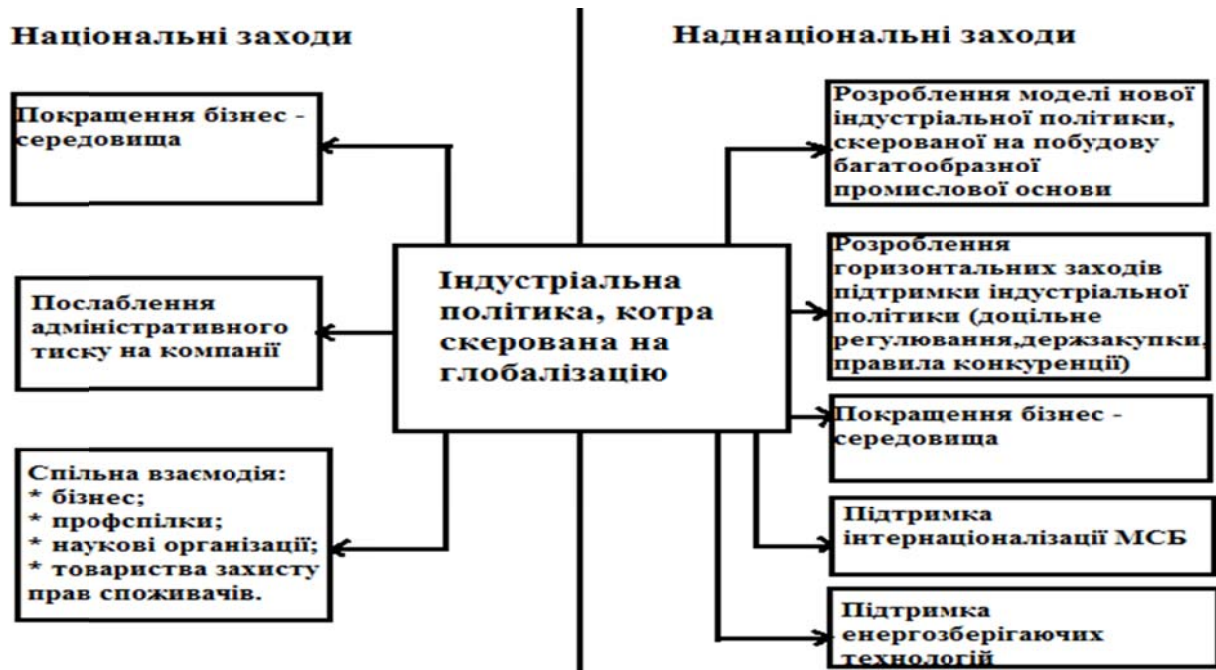 Національні заходи
Покращення бізнес -
середовища
Послаблення
адміністративного
тиску на компанії
Спільна взаємодія:
* бізнес;
* профспілки;
* наукові організації;
* товариства захисту
прав споживачів.
Індустріальна
політика, котра
скерована на
глобалізацію
Наднаціональні заходи
Розроблення моделі нової
індустріальної політики,
скерованої на побудову
багатообразної
промислової основи
Розроблення
горизонтальних заходів
підтримки індустріальної
політики (доцільне
регулювання,держзакупки,
правила конкуренції)
Покращення бізнес -
середовища
Підтримка
інтернаціоналізації МСБ
Підтримка
енергозберігаючих
технологій